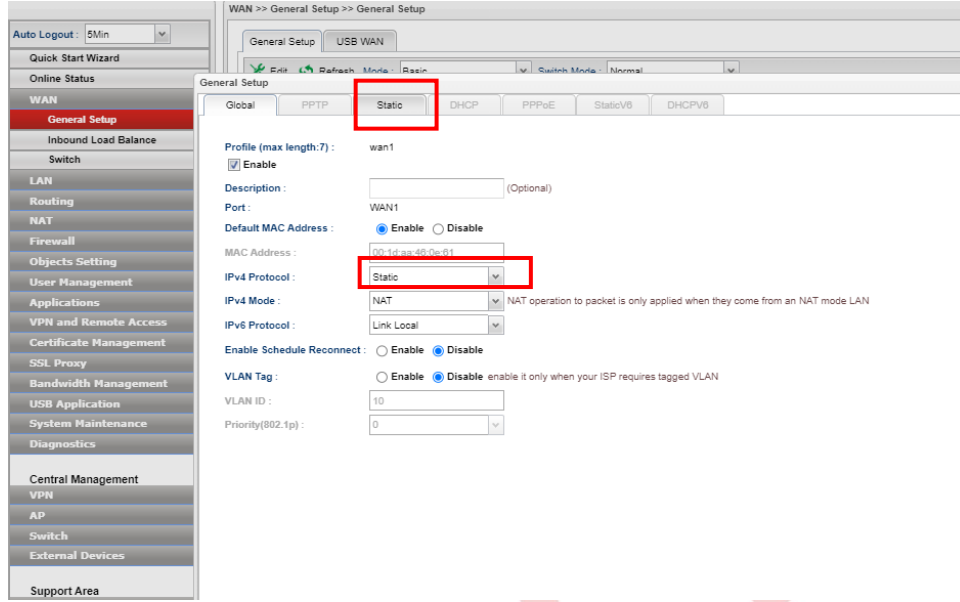 WAN >> General Setup >> General Setup
Auto Logout : 5Min
General Setup USB WAN
Quick Start Wizard
Edit Refresh Mode : Basic Switch Mode : Normal
Online Status
General Setup
WAN
Global PPTP Static DHCP PPPoE StaticV6 DHCPV6
General Setup
Inbound Load Balance
Switch
LAN
Routing
NAT
Firewall
Objects Setting
User Management
Applications
VPN and Remote Access
Certificate Management
SSL Proxy
Bandwidth Management
USB Application
System Maintenance
Diagnostics
Central Management
VPN
AP
Switch
External Devices
Support Area
Profile (max length:7) : wan1
Enable
Description : (Optional)
Port : WAN1
Default MAC Address : Enable Disable
MAC Address : 00:1d:aa:46:0e:61
IPv4 Protocol : Static
IPv4 Mode : NAT NAT operation to packet is only applied when they come from an NAT mode LAN
IPv6 Protocol : Link Local
Enable Schedule Reconnect : Enable Disable
VLAN Tag : Enable Disable enable it only when your ISP requires tagged VLAN
VLAN ID : 10
Priority(802.1p) : 0